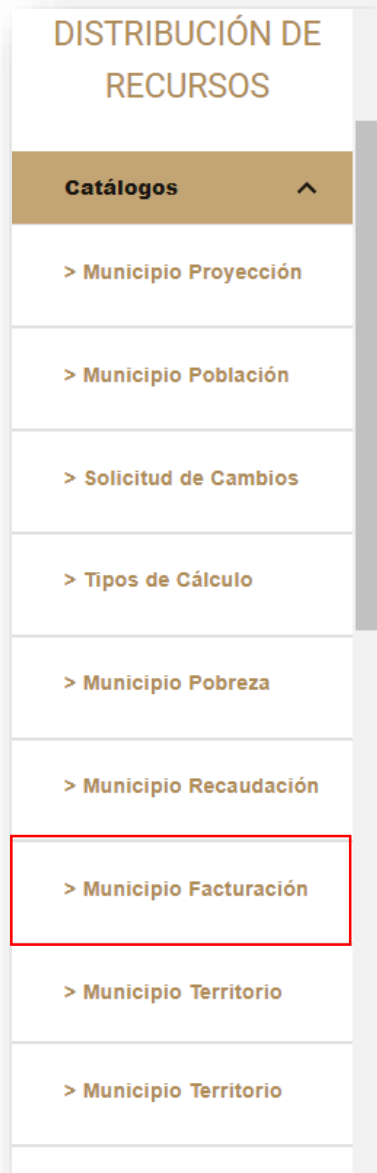 DISTRIBUCIÓN DE
RECURSOS
Catálogos
> Municipio Proyección
> Municipio Población
> Solicitud de Cambios
> Tipos de Cálculo
> Municipio Pobreza
> Municipio Recaudación
> Municipio Facturación
> Municipio Territorio
> Municipio Territorio